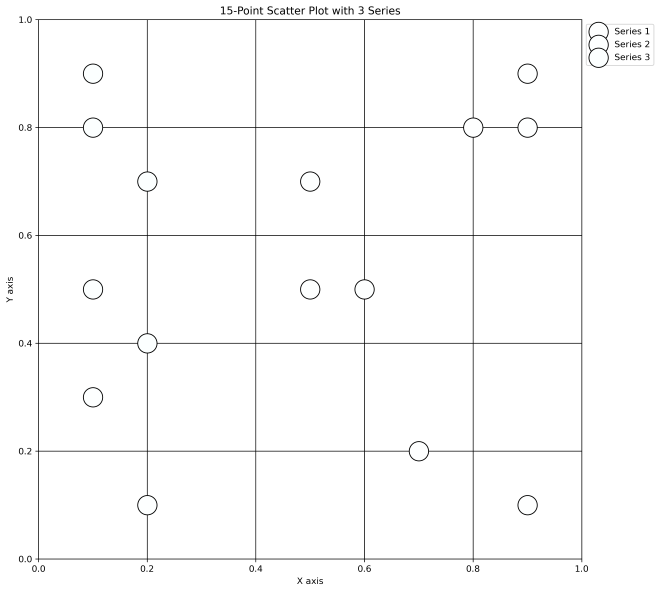 15-Point Scatter Plot with 3 Series
1.0
0.8
0.6
0.4
0.2
0.0
Y axis
0.0 0.2 0.4 0.6 0.8 1.0
X axis
Series 1
Series 2
Series 3